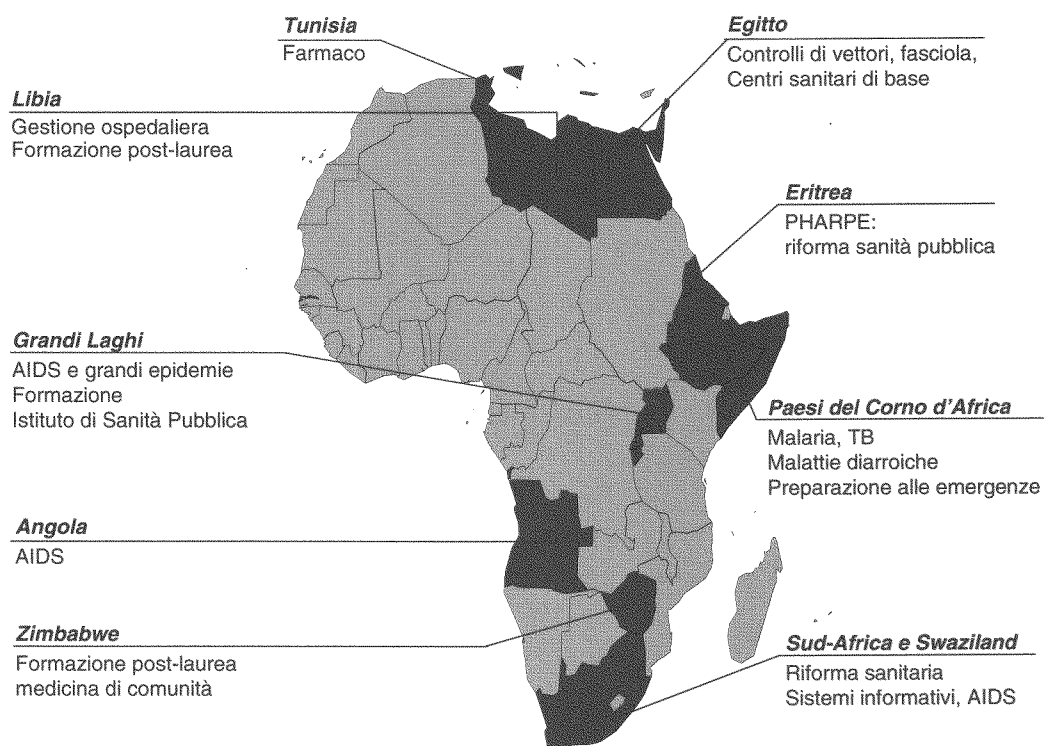 Tunisia
Farmaco
Egitto
Controlli di vettori, fasciola,
Centri sanitari di base
Libia
Gestione ospedaliera
Formazione post-laurea
Eritrea
PHARPE:
riforma sanità pubblica
Grandi Laghi
AIDS e grandi epidemie
Formazione
Istituto di Sanità Pubblica
Paesi del Corno d'Africa
Malaria, TB
Malattie diarroiche
Preparazione alle emergenze
Angola
AIDS
Zimbabwe
Formazione post-laurea
medicina di comunità
Sud-Africa e Swaziland
Riforma sanitaria
Sistemi informativi, AIDS